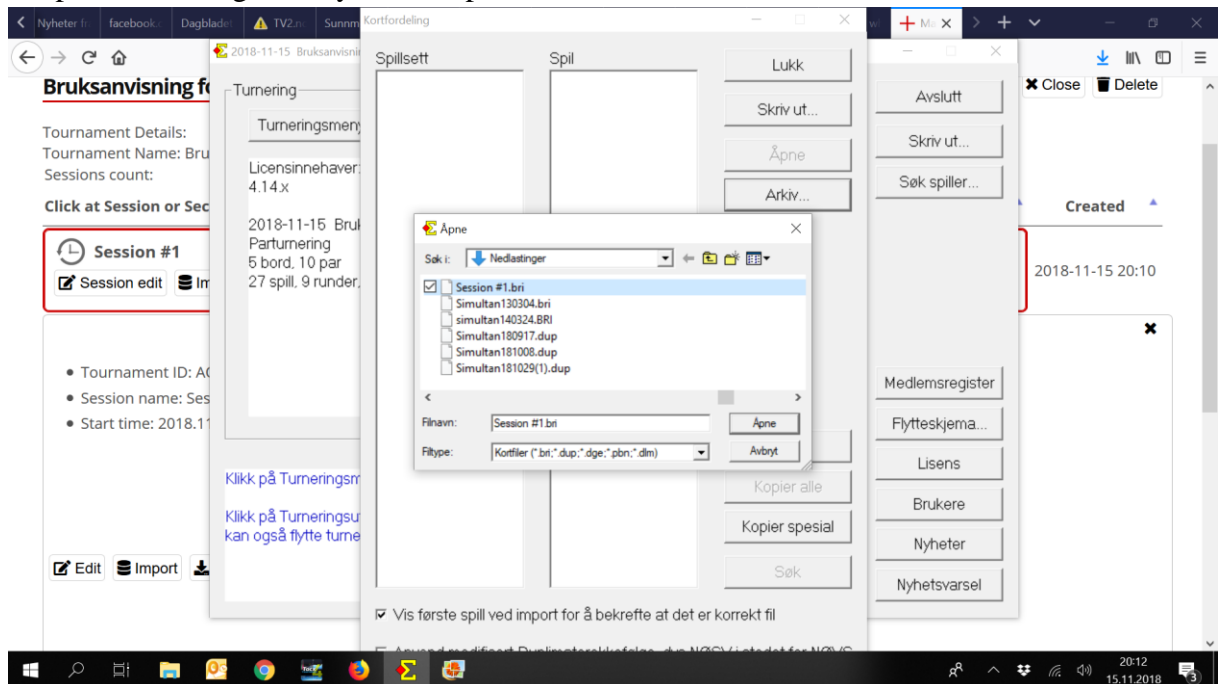 Nyheter fr
facebook.c
Dagblade
TV2.n
Sunnm
Kortfordeling
Ma
2018-11-15 Bruksanvisni
Bruksanvisning fo
Close
Delete
Tournament Details:
Tournament Name: Bru
Sessions count:
Click at Session or Sec
Created
Session #1
Session edit
Im
2018-11-15 20:10
Tournament ID: AC
Session name: Ses
Start time: 2018.11
Edit
Import
Turnering
Turneringsmeny
Licensinnehaver:
4.14.x
2018-11-15 Bruk
Parturnering
5 bord, 10 par
27 spill, 9 runder,
Klikk på Turneringsm
Klikk på Turneringsu
kan også flytte turne
Spillsett
Spil
Lukk
Skriv ut...
Åpne
Arkiv...
Kopier alle
Kopier spesial
Søk
Vis første spill ved import for å bekrefte at det er korrekt fil
Åpne
Søk i:
Nedlastinger
Session #1.bri
Simultan130304.bri
simultan140324.BRI
Simultan180917.dup
Simultan181008.dup
Simultan181029(1).dup
Filnavn:
Session #1.bri
Åpne
Filtype:
Kortfiler (*.bri;*.dup;*.dge;*.pbn;*.dlm)
Avbryt
Avslutt
Skriv ut...
Søk spiller...
Medlemsregister
Flytteskjema...
Lisens
Brukere
Nyheter
Nyhetsvarsel
20:12
15.11.2018
3